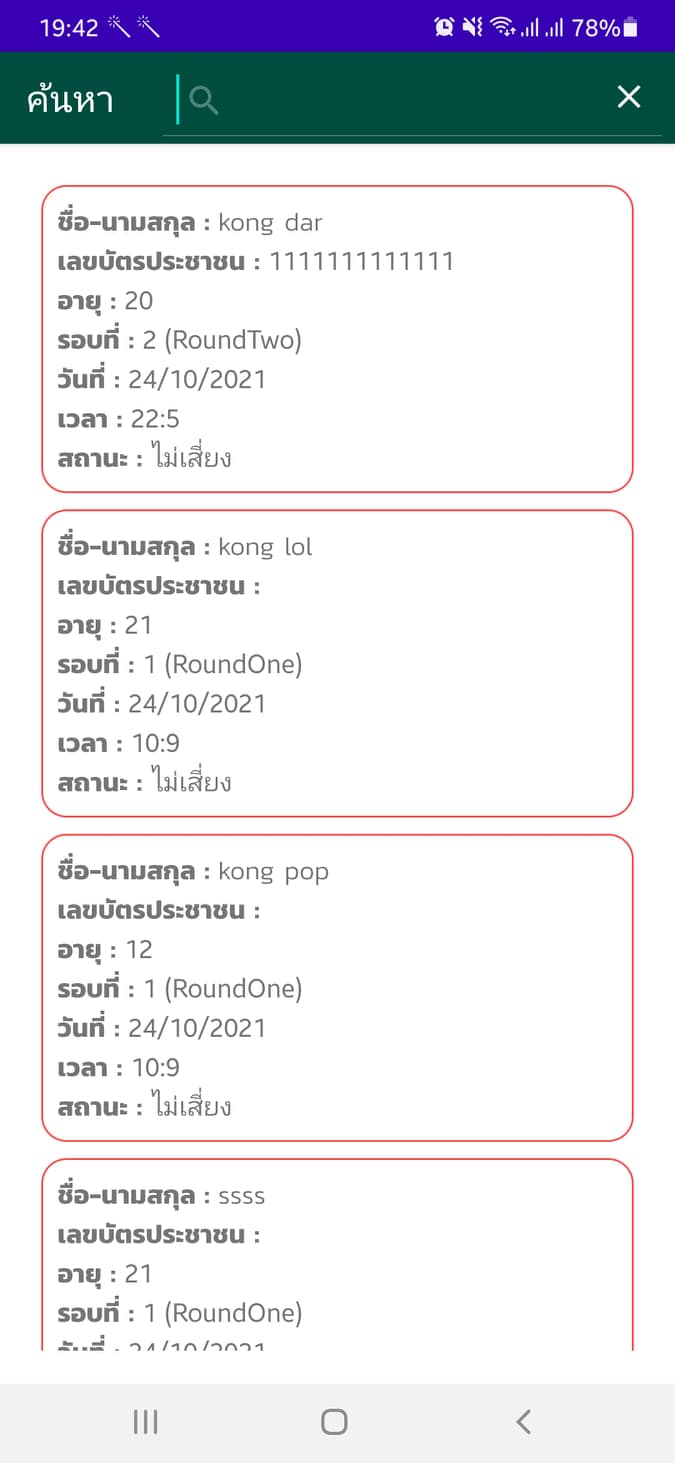 19:42 78%
ค้นหา
ชื่อ-นามสกุล : kong dar
เลขบัตรประชาชน : 1111111111111
อายุ : 20
รอบที่ : 2 (RoundTwo)
วันที่ : 24/10/2021
เวลา : 22:5
สถานะ : ไม่เสี่ยง
ชื่อ-นามสกุล : kong lol
เลขบัตรประชาชน :
อายุ : 21
รอบที่ : 1 (RoundOne)
วันที่ : 24/10/2021
เวลา : 10:9
สถานะ : ไม่เสี่ยง
ชื่อ-นามสกุล : kong pop
เลขบัตรประชาชน :
อายุ : 12
รอบที่ : 1 (RoundOne)
วันที่ : 24/10/2021
เวลา : 10:9
สถานะ : ไม่เสี่ยง
ชื่อ-นามสกุล : ssss
เลขบัตรประชาชน :
อายุ : 21
รอบที่ : 1 (RoundOne)
วันที่ : 24/10/2021